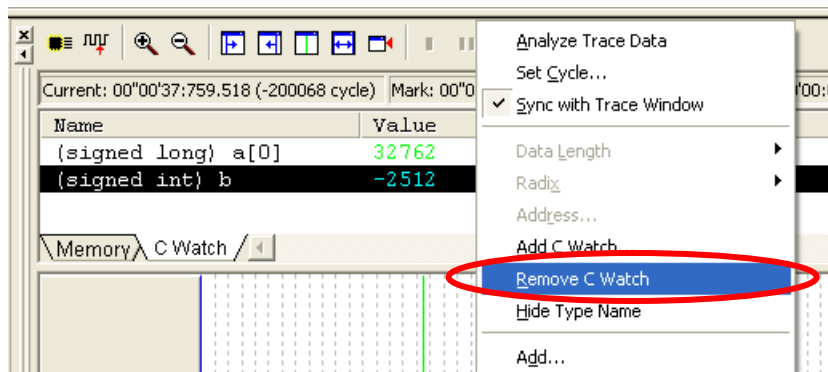 Current: 00"00'37:759.518 (-200068 cycle)
Mark: 00"0
'00:
Name Value
(signed long) a[0] 32762
(signed int) b -2512
Memory
C Watch
Analyze Trace Data
Set Cycle...
Sync with Trace Window
Data Length
Radix
Address...
Add C Watch
Remove C Watch
Hide Type Name
Add...